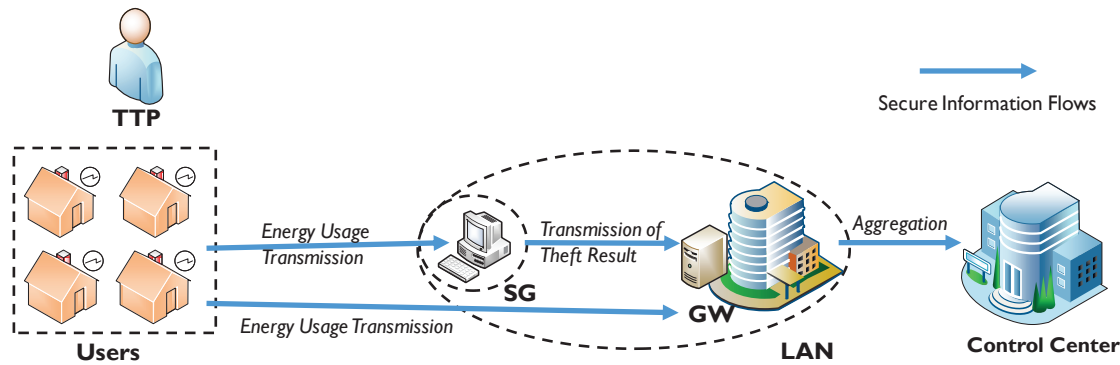 TTP
Secure Information Flows
Energy Usage
Transmission
Transmission of
Theft Result
Aggregation
SG
Energy Usage Transmission
GW
Users
LAN
Control Center